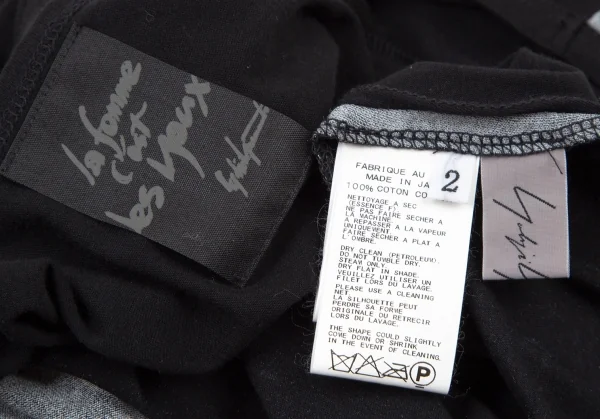 la femme
c'est
les Yeux
FABRIQUE AU
MADE IN JA
100% COTON CO
2
NETTOYAGE A SEC
(ESSENCE F)
NE PAS FAIRE SECHER A
LA MACHINE
A REPASSER A LA VAPEUR
UNIQUEMENT
FAIRE SECHER A PLAT A
L'OMBRE.
DRY CLEAN (PETROLEUM).
DO NOT TUMBLE DRY.
STEAM ONLY.
DRY FLAT IN SHADE.
VEUILLEZ UTILISER UN
FILET LORS DU LAVAGE.
PLEASE USE A CLEANING
NET
LA SILHOUETTE PEUT
PERDRE SA FORME
ORIGINALE OU RETRECIR
LORS DU LAVAGE.
THE SHAPE COULD SLIGHTLY
COME DOWN OR SHRINK
IN THE EVENT OF CLEANING.
P